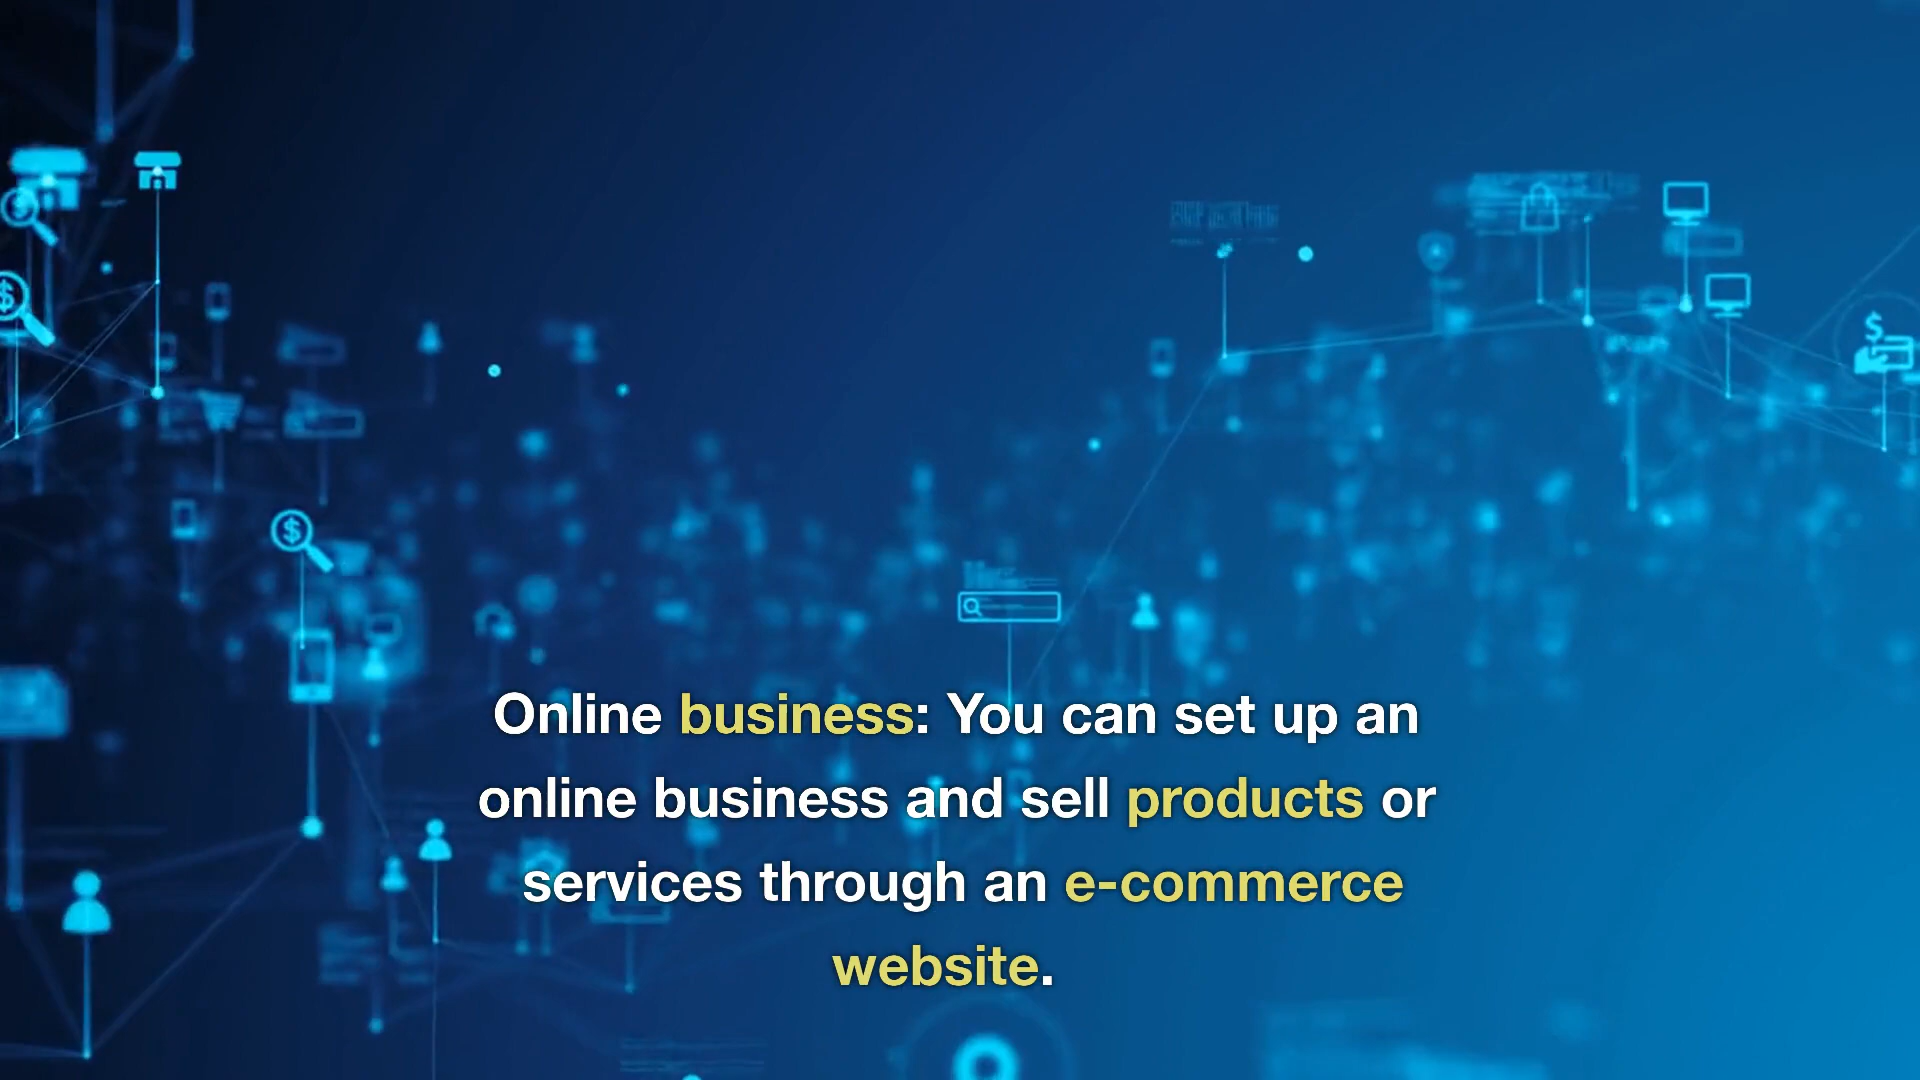 Online business: You can set up an
online business and sell products or
services through an e-commerce
website.